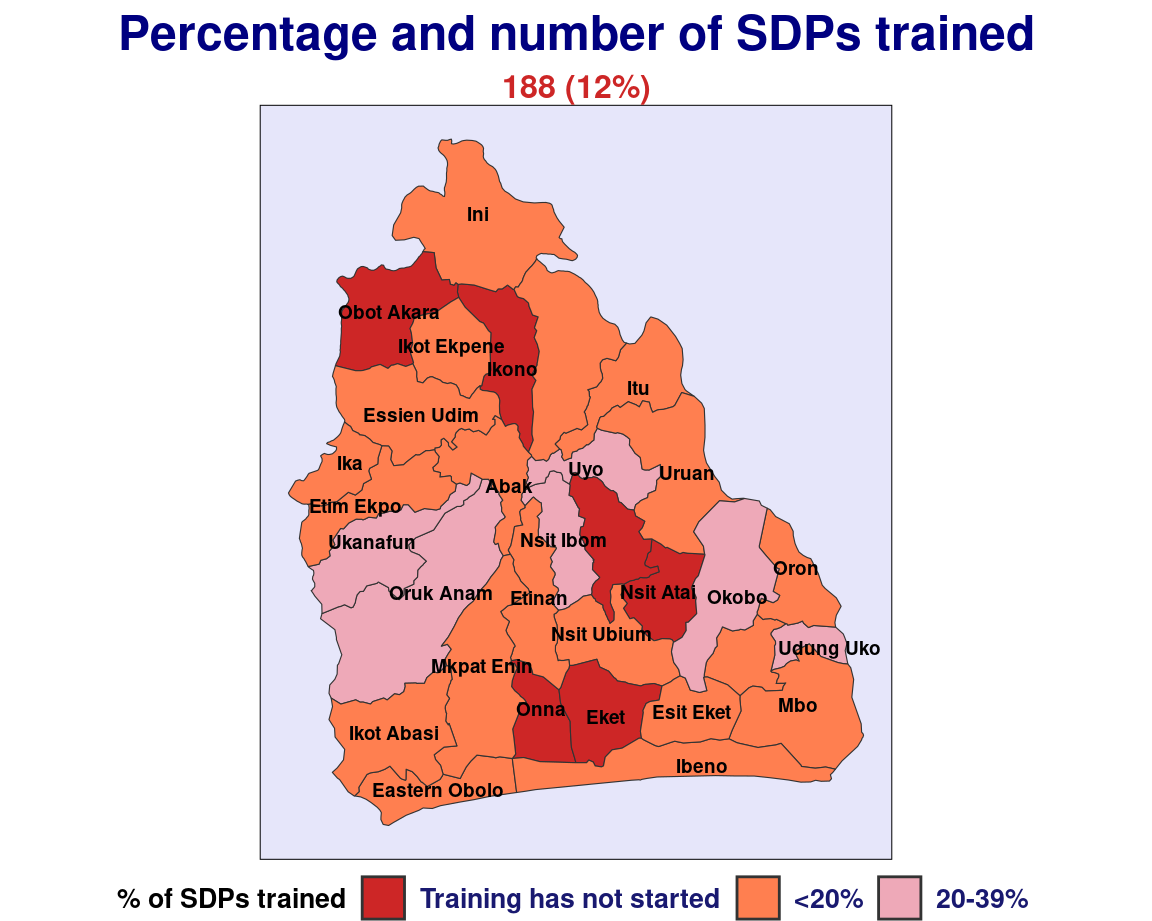 Percentage and number of SDPs trained
188 (12%)
Ini
Obot Akara
Ikot Ekpene
Ikono
Itu
Essien Udim
Ika
Uyo
Uruan
Abak
Etim Ekpo
Ukanafun
Nsit Ibom
Oron
Oruk Anam
Etinan
Nsit Atai
Okobo
Nsit Ubium
Udung Uko
Mkpat Enin
Onna
Eket
Esit Eket
Mbo
Ikot Abasi
Ibeno
Eastern Obolo
% of SDPs trained Training has not started <20% 20-39%